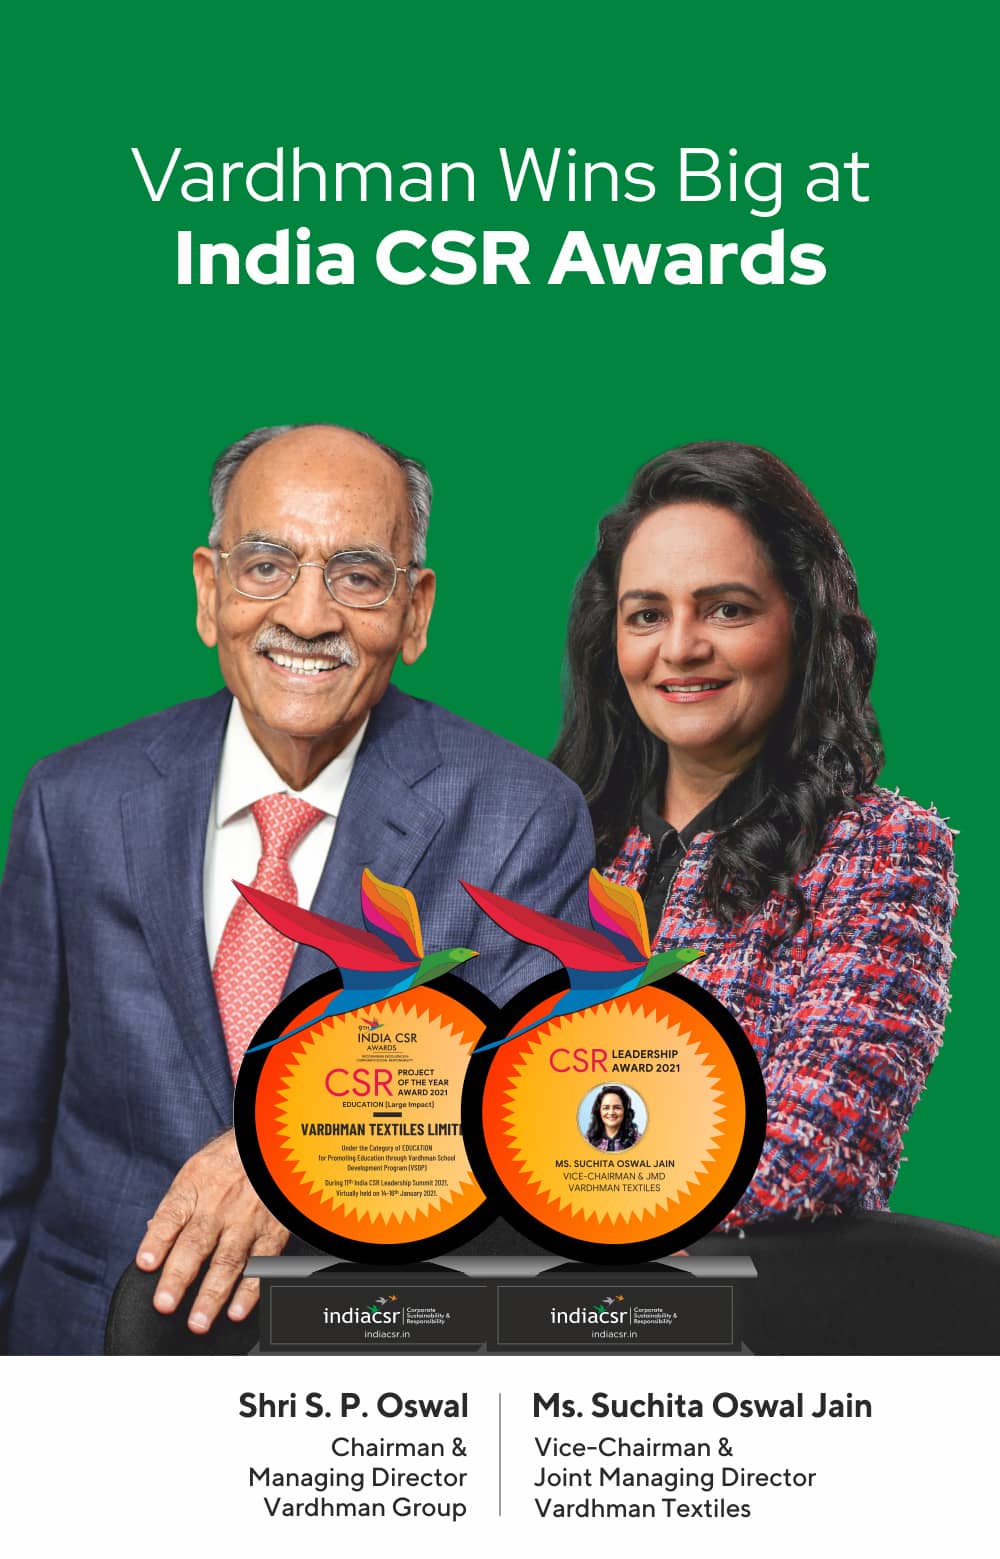 Vardhman Wins Big at
India CSR Awards
9TH
INDIA CSR
AWARDS
CSR PROJECT
OF THE YEAR
AWARD 2021
EDUCATION [Large Impact]
VARDHMAN TEXTILES LIMIT
Under the Category of EDUCATION
for Promoting Education through Vardhman School
Development Program (VSDP)
During 11th India CSR Leadership Summit 2021.
Virtually held on 14-16th January 2021.
CSR LEADERSHIP
AWARD 2021
MS. SUCHITA OSWAL JAIN
VICE-CHAIRMAN & JMD
VARDHMAN TEXTILES
indiacsr Corporate
Sustainability &
Responsibility
indiacsr.in
indiacsr Corporate
Sustainability &
Responsibility
indiacsr.in
Shri S. P. Oswal
Chairman &
Managing Director
Vardhman Group
Ms. Suchita Oswal Jain
Vice-Chairman &
Joint Managing Director
Vardhman Textiles